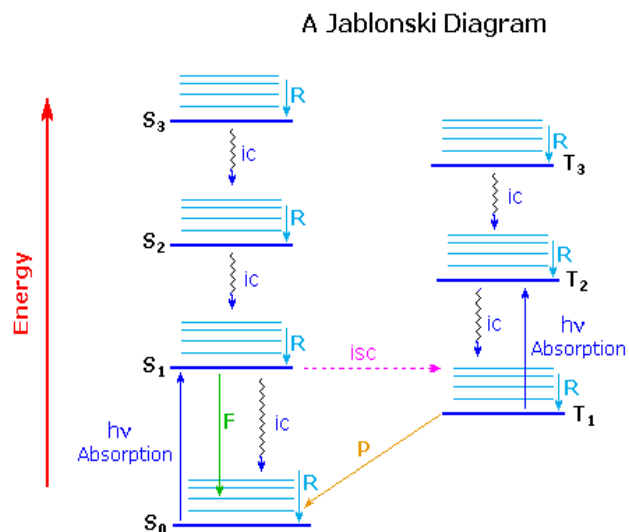 A Jablonski Diagram
Energy
S3
R
ic
S2
R
ic
S1
R
isc
hν
Absorption
F
ic
S0
R
P
T3
R
ic
T2
R
ic
hν
Absorption
T1
R